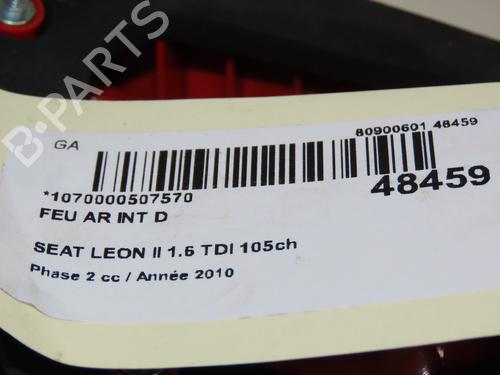 B-PARTS
GA
80900601 48459
*1070000507570
48459
FEU AR INT D
SEAT LEON II 1.6 TDI 105ch
Phase 2 cc / Année 2010